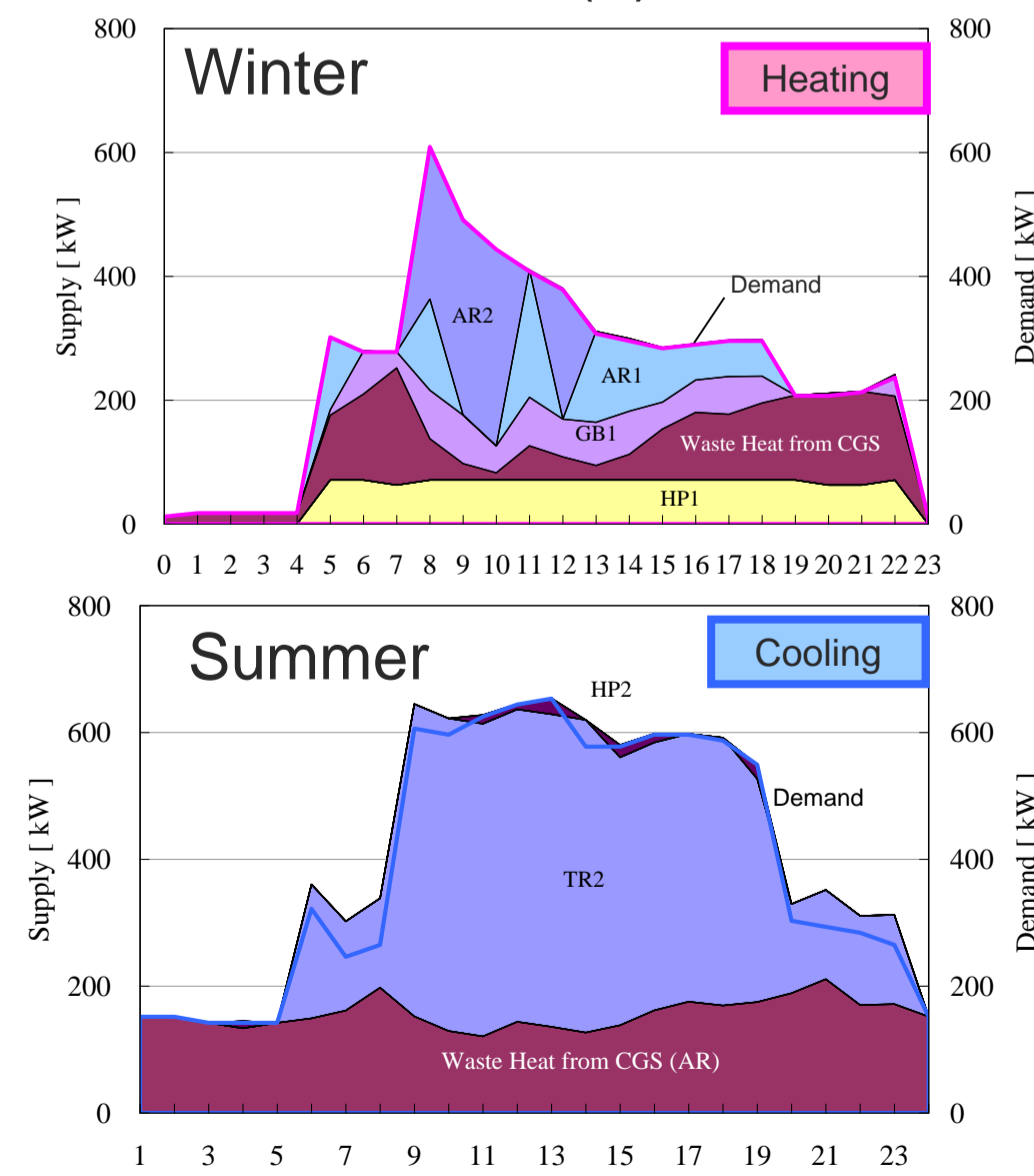 800
800
Winter
Heating
600
600
Supply [ kW ]
Demand [ kW ]
Demand
400
400
AR2
AR1
GB1
200
200
Waste Heat from CGS
HP1
0
0
0 1 2 3 4 5 6 7 8 9 10 11 12 13 14 15 16 17 18 19 20 21 22 23
800
800
Summer
Cooling
HP2
600
600
Supply [ kW ]
Demand [ kW ]
Demand
400
400
TR2
200
200
Waste Heat from CGS (AR)
0
0
1 3 5 7 9 11 13 15 17 19 21 23